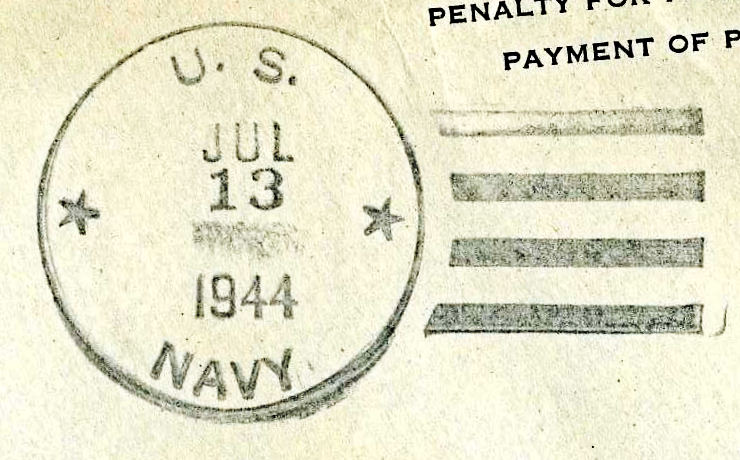 PENALTY FOR
PAYMENT OF P
U. S.
JUL
13
1944
NAVY